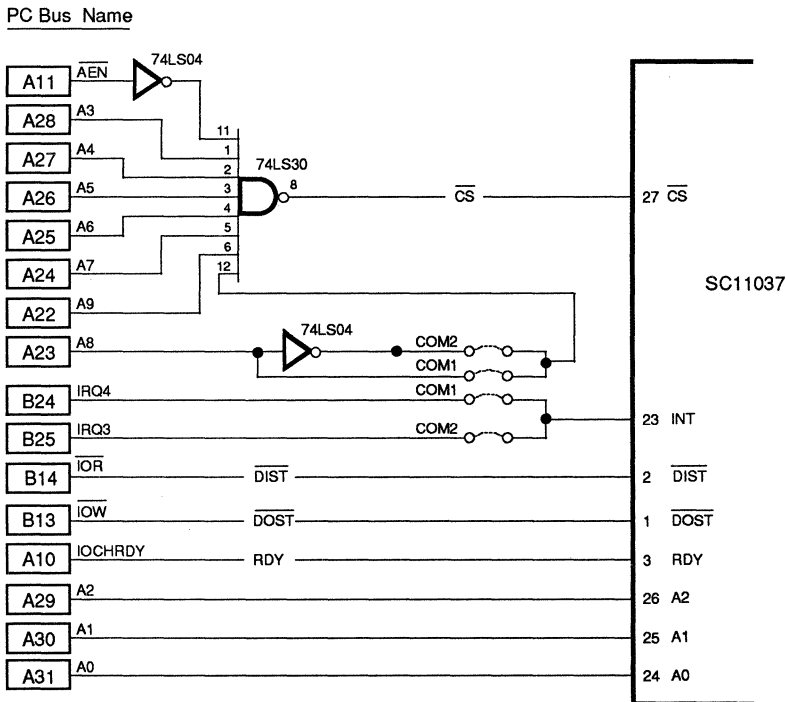 PC Bus Name
74LS04
A11 AEN
A28 A3
11
A27 A4
1
74LS30
2
A26 A5
3
8
CS
27 CS
4
A25 A6
5
A24 A7
6
12
SC11037
A22 A9
74LS04
A23 A8
COM2
COM1
B24 IRQ4
COM1
23 INT
B25 IRQ3
COM2
B14 IOR
DIST
2 DIST
B13 IOW
DOST
1 DOST
A10 IOCHRDY
RDY
3 RDY
A29 A2
26 A2
A30 A1
25 A1
A31 A0
24 A0